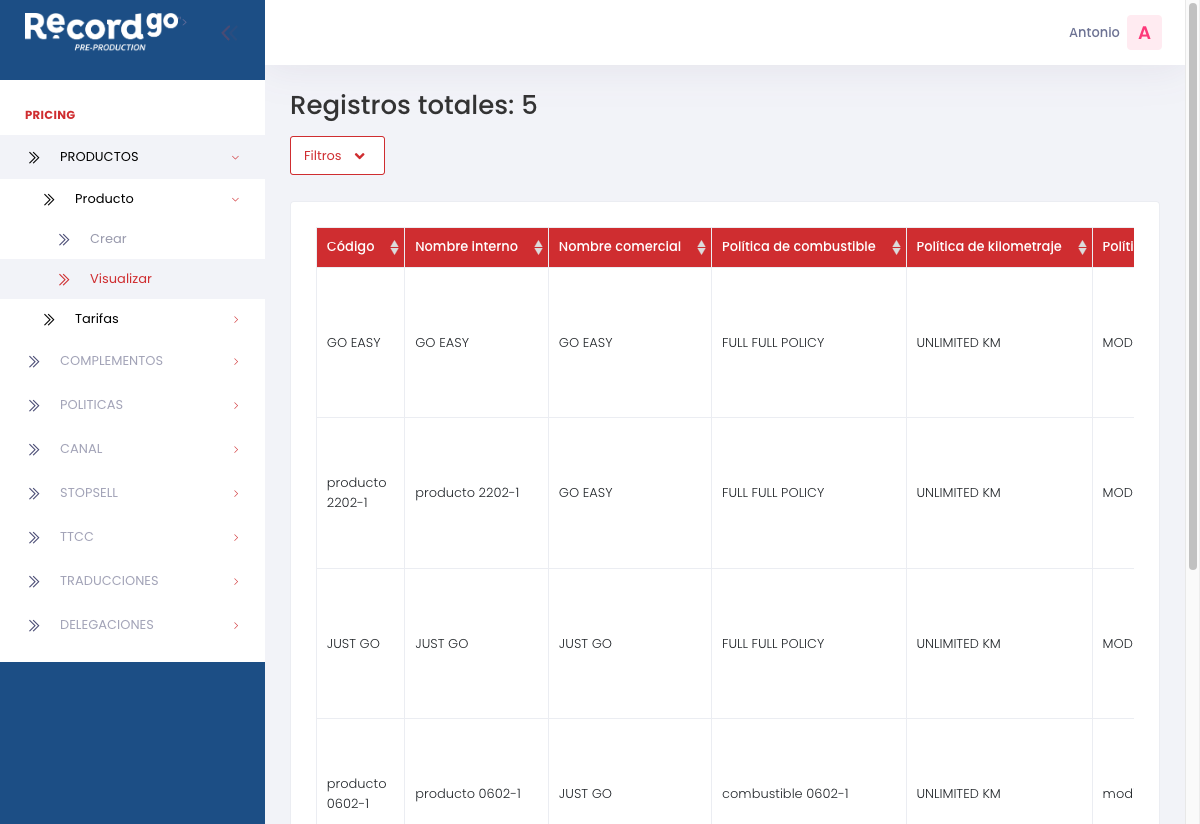 Recordgo
PRE-PRODUCTION
Antonio
A
PRICING
PRODUCTOS
Producto
Crear
Visualizar
Tarifas
COMPLEMENTOS
POLITICAS
CANAL
STOPSELL
TTCC
TRADUCCIONES
DELEGACIONES
Registros totales: 5
Filtros
Código Nombre interno Nombre comercial Política de combustible Política de kilometraje Políti
GO EASY GO EASY GO EASY FULL FULL POLICY UNLIMITED KM MOD
producto
2202-1 producto 2202-1 GO EASY FULL FULL POLICY UNLIMITED KM MOD
JUST GO JUST GO JUST GO FULL FULL POLICY UNLIMITED KM MOD
producto
0602-1 producto 0602-1 JUST GO combustible 0602-1 UNLIMITED KM mod